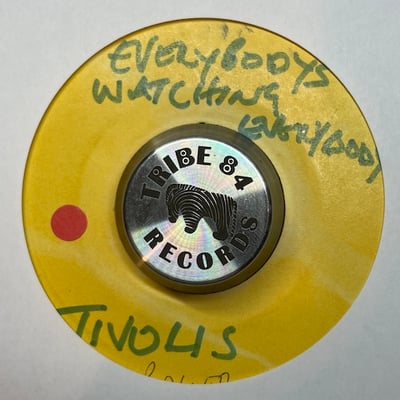 EVERYBODYS
WATCHING
EVERYBODY
TRIBE 84
RECORDS
TIVOLIS